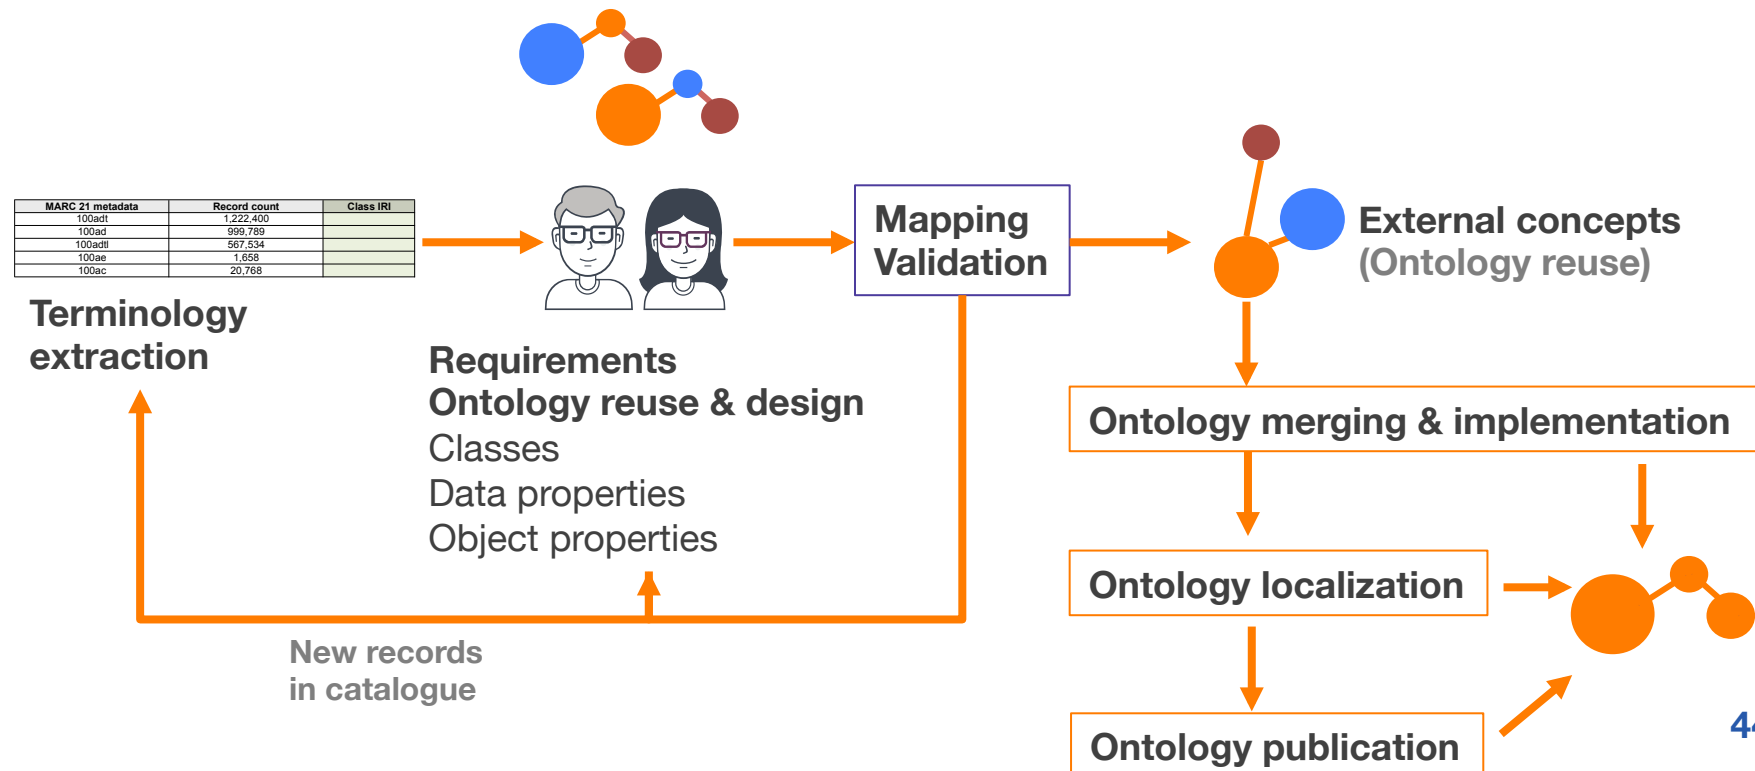 MARC 21 metadata Record count Class IRI
100adt 1,222,400
100ad 999,789
100adtl 567,534
100ae 1,658
100ac 20,768
Terminology
extraction
Requirements
Ontology reuse & design
Classes
Data properties
Object properties
Mapping
Validation
External concepts
(Ontology reuse)
Ontology merging & implementation
Ontology localization
Ontology publication
New records
in catalogue
44